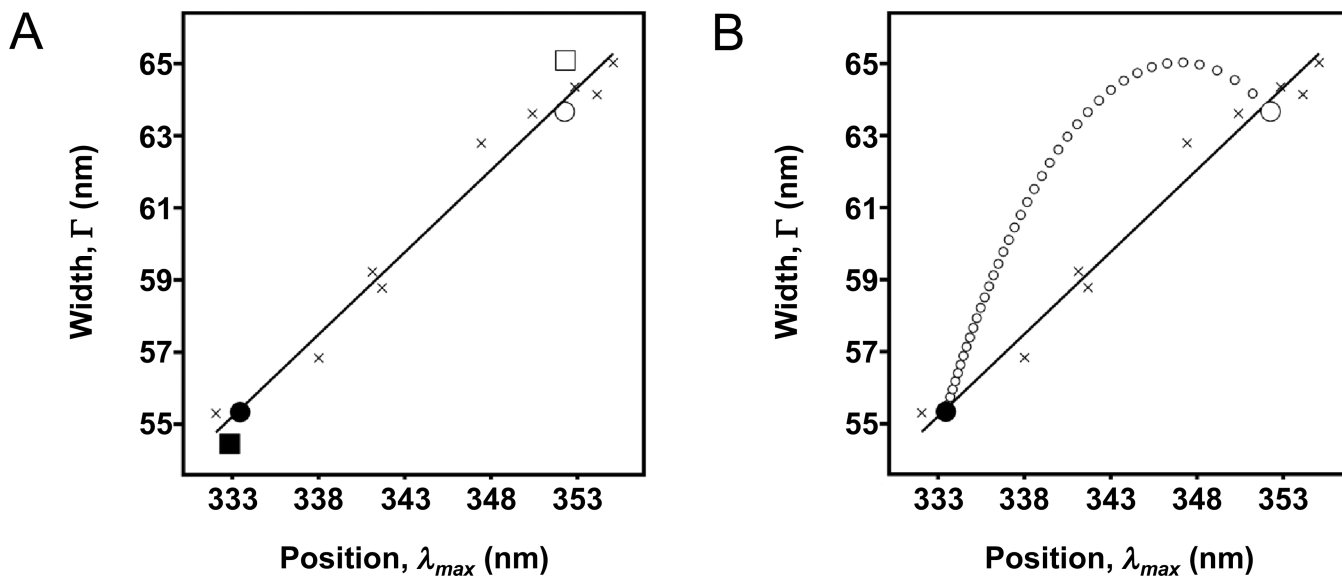 A
65
63
61
59
57
55
Width, Γ (nm)
333 338 343 348 353
Position, λmax (nm)
B
65
63
61
59
57
55
Width, Γ (nm)
333 338 343 348 353
Position, λmax (nm)